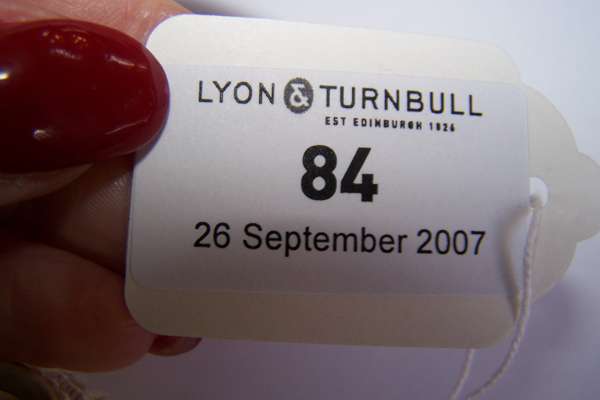 LYON & TURNBULL
EST EDINBURGH 1826
84
26 September 2007